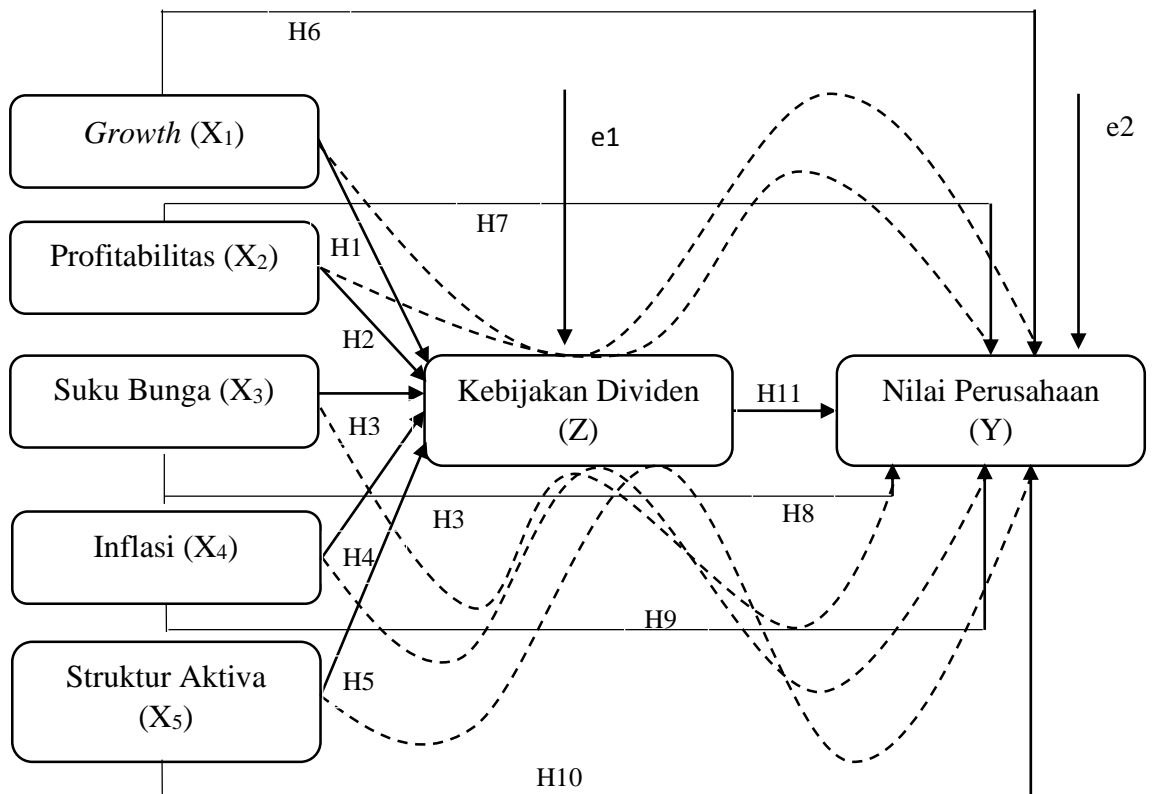 H6
Growth (X₁)
e1
e2
H7
Profitabilitas (X₂)
H1
H2
Suku Bunga (X₃)
Kebijakan Dividen
(Z)
H11
Nilai Perusahaan
(Y)
H3
H3
H8
Inflasi (X₄)
H4
H9
Struktur Aktiva
(X₅)
H5
H10